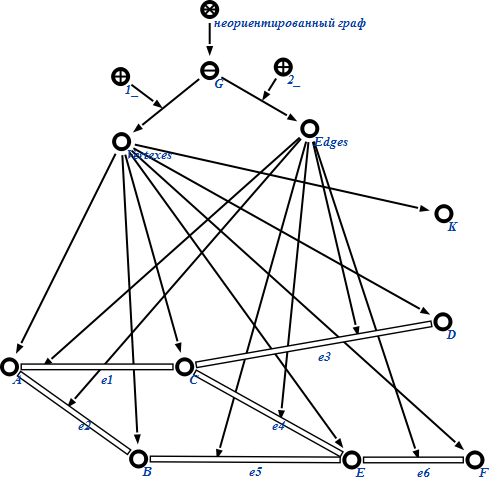 неориентированный граф
G
1_
2_
Vertexes
Edges
K
D
e3
A
e1
C
e2
e4
B
e5
E
e6
F